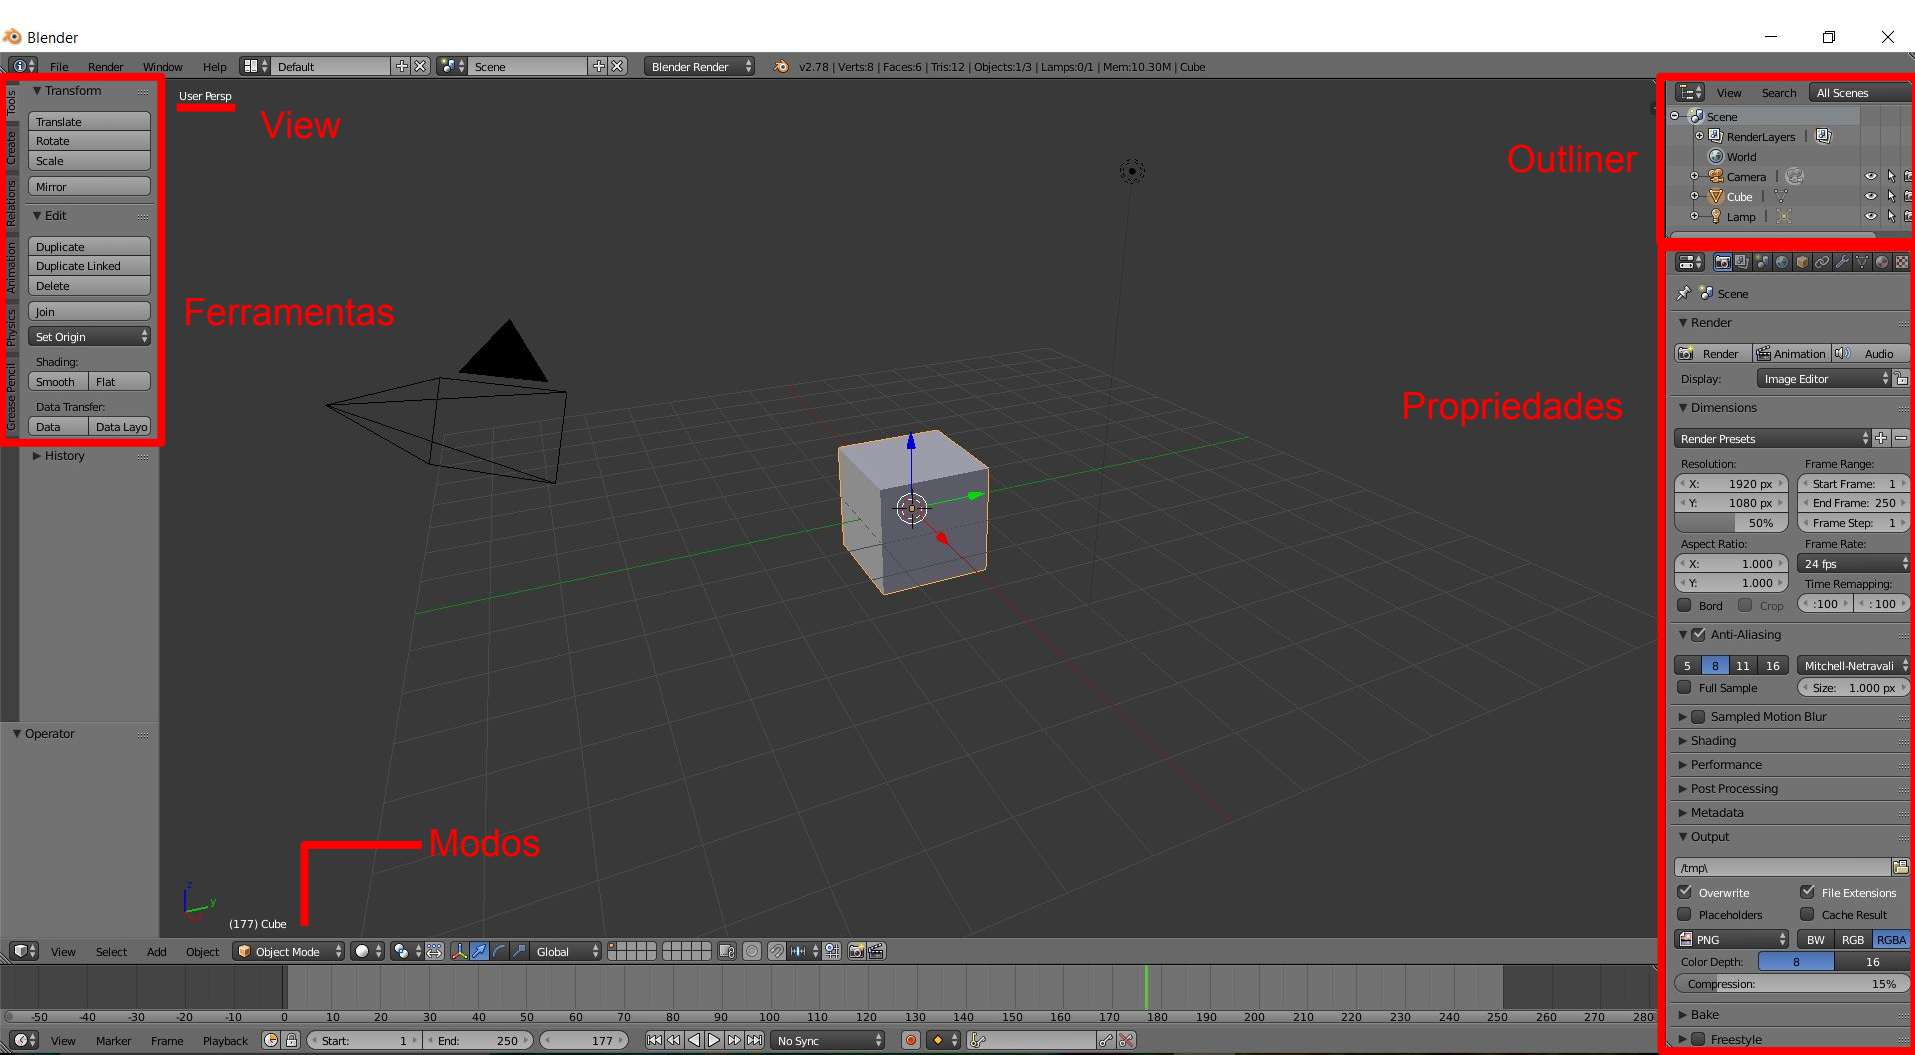 Blender
File Render Window Help Default Scene Blender Render v2.78 | Verts:8 | Faces:6 | Tris:12 | Objects:1/3 | Lamps:0/1 | Mem:10.30M | Cube
Tools
Create
Relations
Animation
Physics
Grease Pencil
Transform
Translate
Rotate
Scale
Mirror
Edit
Duplicate
Duplicate Linked
Delete
Join
Set Origin
Shading:
Smooth Flat
Data Transfer:
Data Data Layo
History
Operator
User Persp
View
Ferramentas
Outliner
Propriedades
Modos
z
y
(177) Cube
View Search All Scenes
Scene
RenderLayers |
World
Camera |
Cube |
Lamp |
Scene
Render
Render Animation Audio
Display: Image Editor
Dimensions
Render Presets
Resolution: Frame Range:
X: 1920 px Start Frame: 1
Y: 1080 px End Frame: 250
50% Frame Step: 1
Aspect Ratio: Frame Rate:
X: 1.000 24 fps
Y: 1.000 Time Remapping:
Bord Crop :100 : 100
Anti-Aliasing
5 8 11 16 Mitchell-Netravali
Full Sample Size: 1.000 px
Sampled Motion Blur
Shading
Performance
Post Processing
Metadata
Output
/tmp\
Overwrite File Extensions
Placeholders Cache Result
PNG BW RGB RGBA
Color Depth: 8 16
Compression: 15%
Bake
Freestyle
View Select Add Object Object Mode Global
-50 -40 -30 -20 -10 0 10 20 30 40 50 60 70 80 90 100 110 120 130 140 150 160 170 180 190 200 210 220 230 240 250 260 270 280
View Marker Frame Playback Start: 1 End: 250 177 No Sync